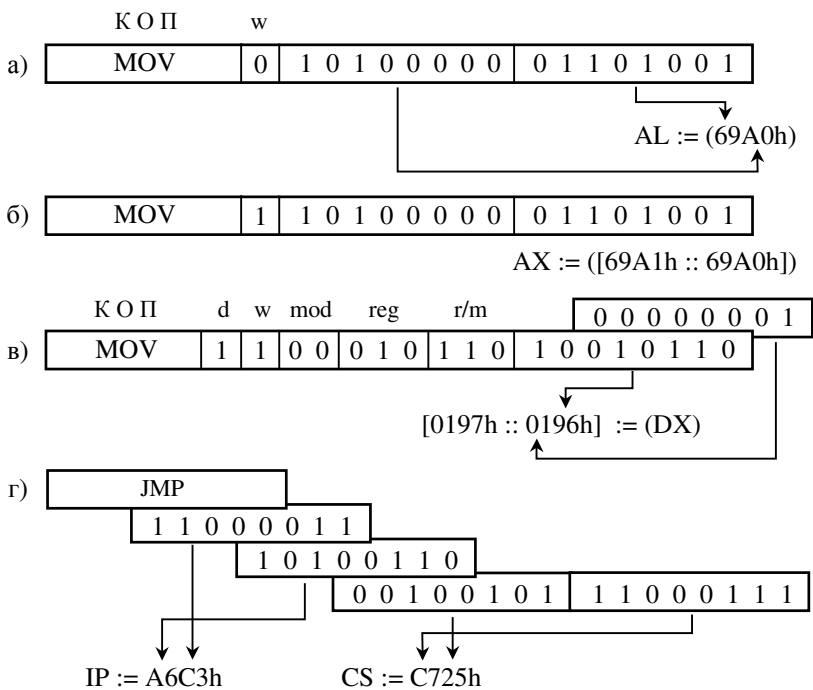 К О П w
а) MOV 0 1 0 1 0 0 0 0 0 0 1 1 0 1 0 0 1
AL := (69A0h)
б) MOV 1 1 0 1 0 0 0 0 0 0 1 1 0 1 0 0 1
AX := ([69A1h :: 69A0h])
К О П d w mod reg r/m
0 0 0 0 0 0 0 1
в) MOV 1 1 0 0 0 1 0 1 1 0 1 0 0 1 0 1 1 0
[0197h :: 0196h] := (DX)
г) JMP
1 1 0 0 0 0 1 1
1 0 1 0 0 1 1 0
0 0 1 0 0 1 0 1 1 1 0 0 0 1 1 1
IP := A6C3h CS := C725h